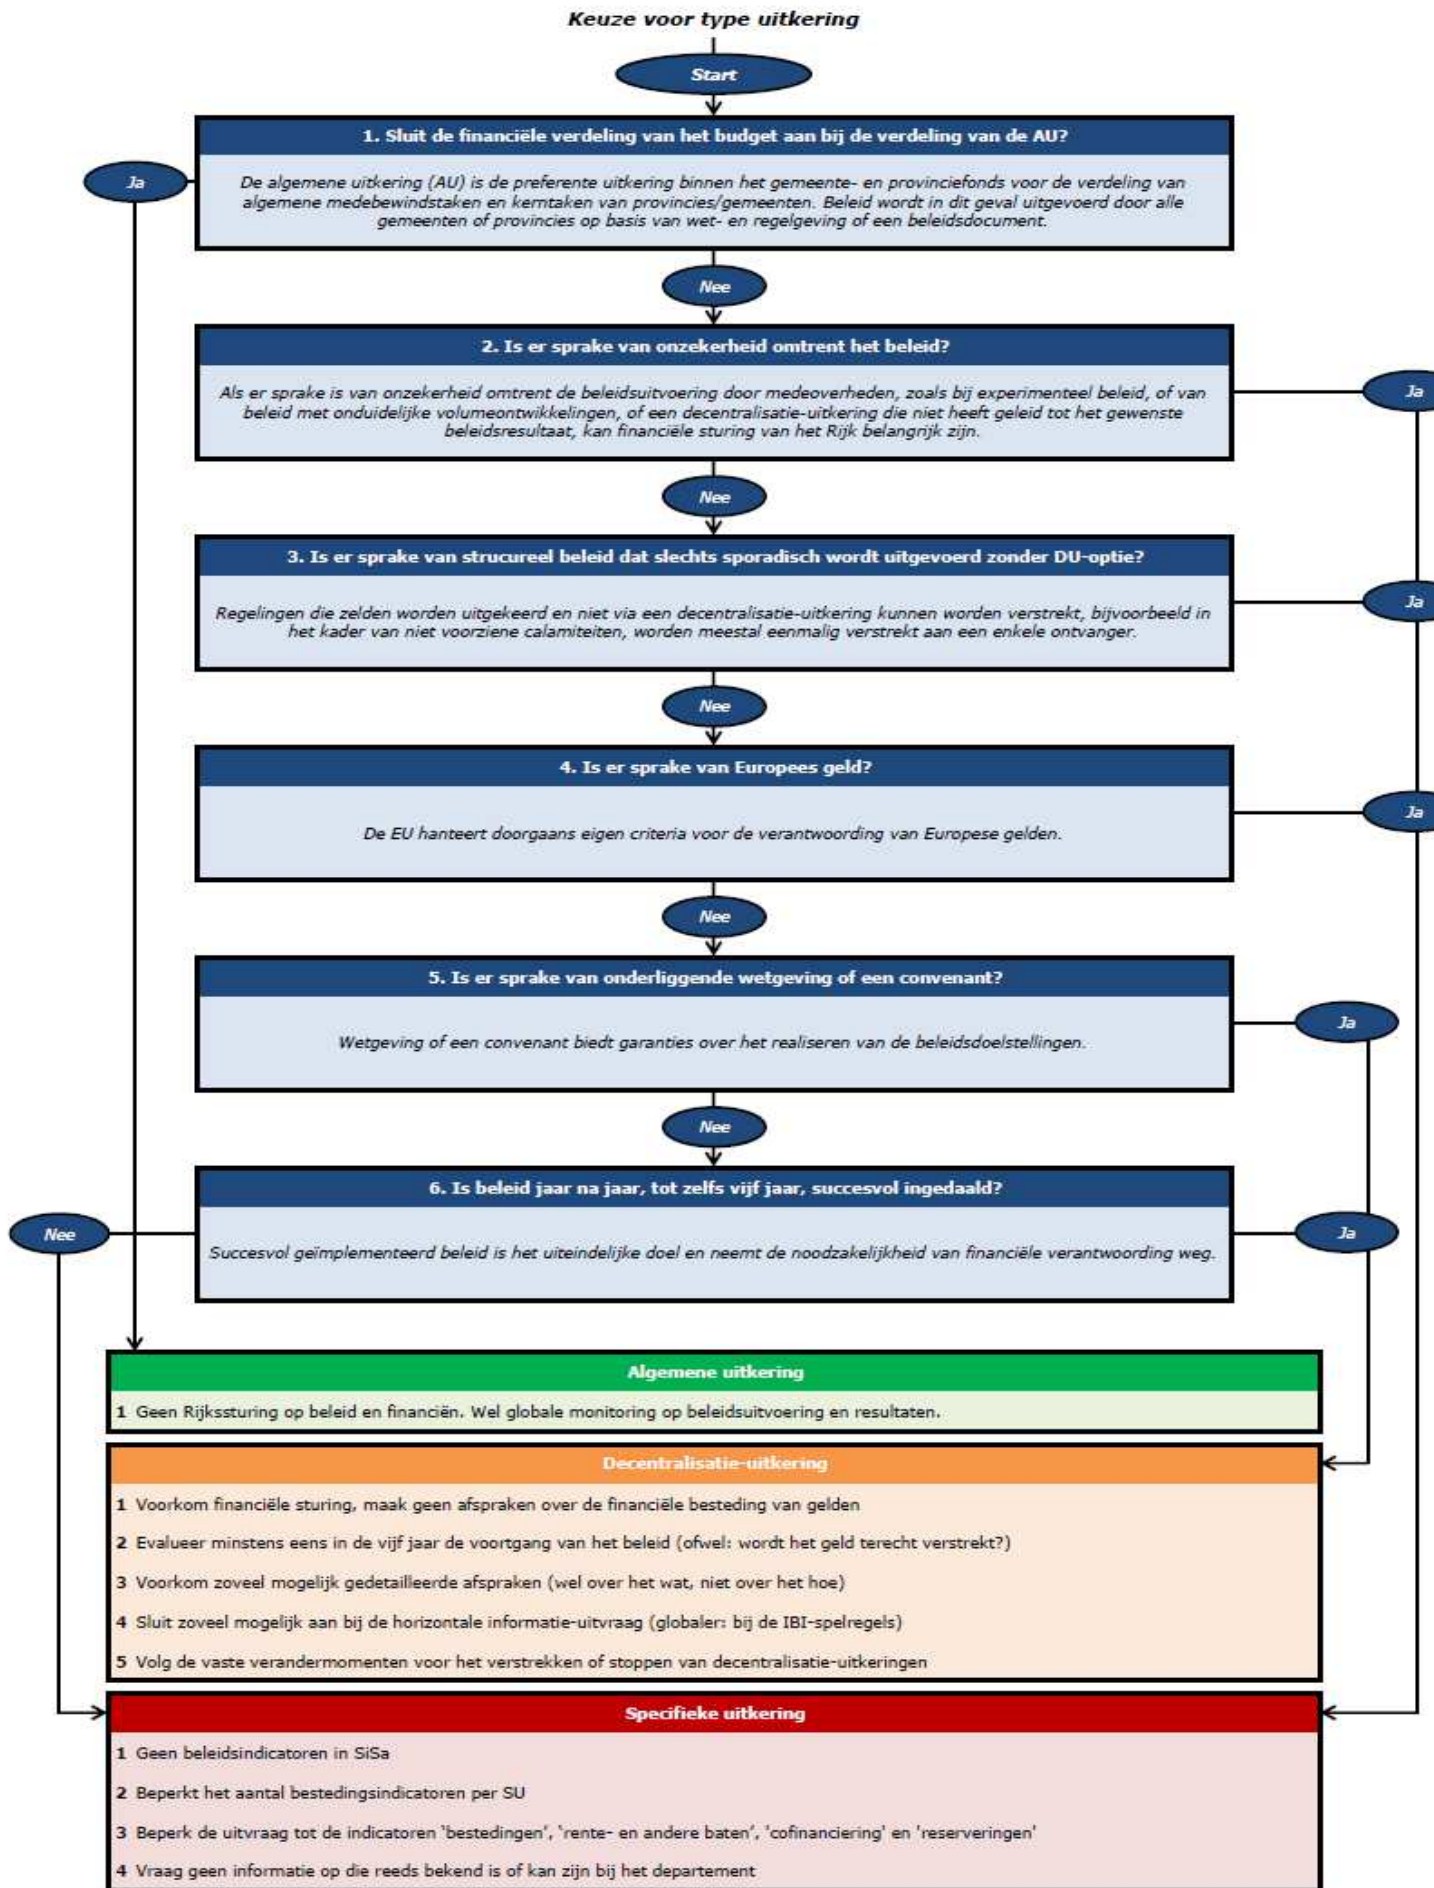 Keuze voor type uitkering
Start
1. Sluit de financiële verdeling van het budget aan bij de verdeling van de AU?
Ja
De algemene uitkering (AU) is de preferente uitkering binnen het gemeente- en provinciefonds voor de verdeling van
algemene medebewindstaken en kerntaken van provincies/gemeenten. Beleid wordt in dit geval uitgevoerd door alle
gemeenten of provincies op basis van wet- en regelgeving of een beleidsdocument.
Nee
2. Is er sprake van onzekerheid omtrent het beleid?
Als er sprake is van onzekerheid omtrent de beleidsuitvoering door medeoverheden, zoals bij experimenteel beleid, of van
beleid met onduidelijke volumeontwikkelingen, of een decentralisatie-uitkering die niet heeft geleid tot het gewenste
beleidsresultaat, kan financiële sturing van het Rijk belangrijk zijn.
Ja
Nee
3. Is er sprake van strucureel beleid dat slechts sporadisch wordt uitgevoerd zonder DU-optie?
Regelingen die zelden worden uitgekeerd en niet via een decentralisatie-uitkering kunnen worden verstrekt, bijvoorbeeld in
het kader van niet voorziene calamiteiten, worden meestal eenmalig verstrekt aan een enkele ontvanger.
Ja
Nee
4. Is er sprake van Europees geld?
De EU hanteert doorgaans eigen criteria voor de verantwoording van Europese gelden.
Ja
Nee
5. Is er sprake van onderliggende wetgeving of een convenant?
Wetgeving of een convenant biedt garanties over het realiseren van de beleidsdoelstellingen.
Ja
Nee
6. Is beleid jaar na jaar, tot zelfs vijf jaar, succesvol ingedaald?
Nee
Succesvol geïmplementeerd beleid is het uiteindelijke doel en neemt de noodzakelijkheid van financiële verantwoording weg.
Ja
Algemene uitkering
1 Geen Rijkssturing op beleid en financiën. Wel globale monitoring op beleidsuitvoering en resultaten.
Decentralisatie-uitkering
1 Voorkom financiële sturing, maak geen afspraken over de financiële besteding van gelden
2 Evalueer minstens eens in de vijf jaar de voortgang van het beleid (ofwel: wordt het geld terecht verstrekt?)
3 Voorkom zoveel mogelijk gedetailleerde afspraken (wel over het wat, niet over het hoe)
4 Sluit zoveel mogelijk aan bij de horizontale informatie-uitvraag (globaler: bij de IBI-spelregels)
5 Volg de vaste verandermomenten voor het verstrekken of stoppen van decentralisatie-uitkeringen
Specifieke uitkering
1 Geen beleidsindicatoren in SiSa
2 Beperkt het aantal bestedingsindicatoren per SU
3 Beperk de uitvraag tot de indicatoren 'bestedingen', 'rente- en andere baten', 'cofinanciering' en 'reserveringen'
4 Vraag geen informatie op die reeds bekend is of kan zijn bij het departement